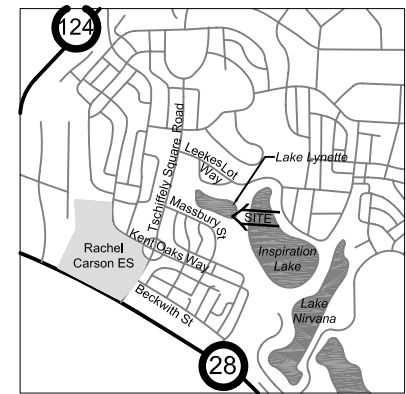 124
Tschiffely Square Road
Leekes Lot
Way
Lake Lynette
Massbury St
SITE
Kent Oaks Way
Rachel
Carson ES
Inspiration
Lake
Beckwith St
Lake
Nirvana
28